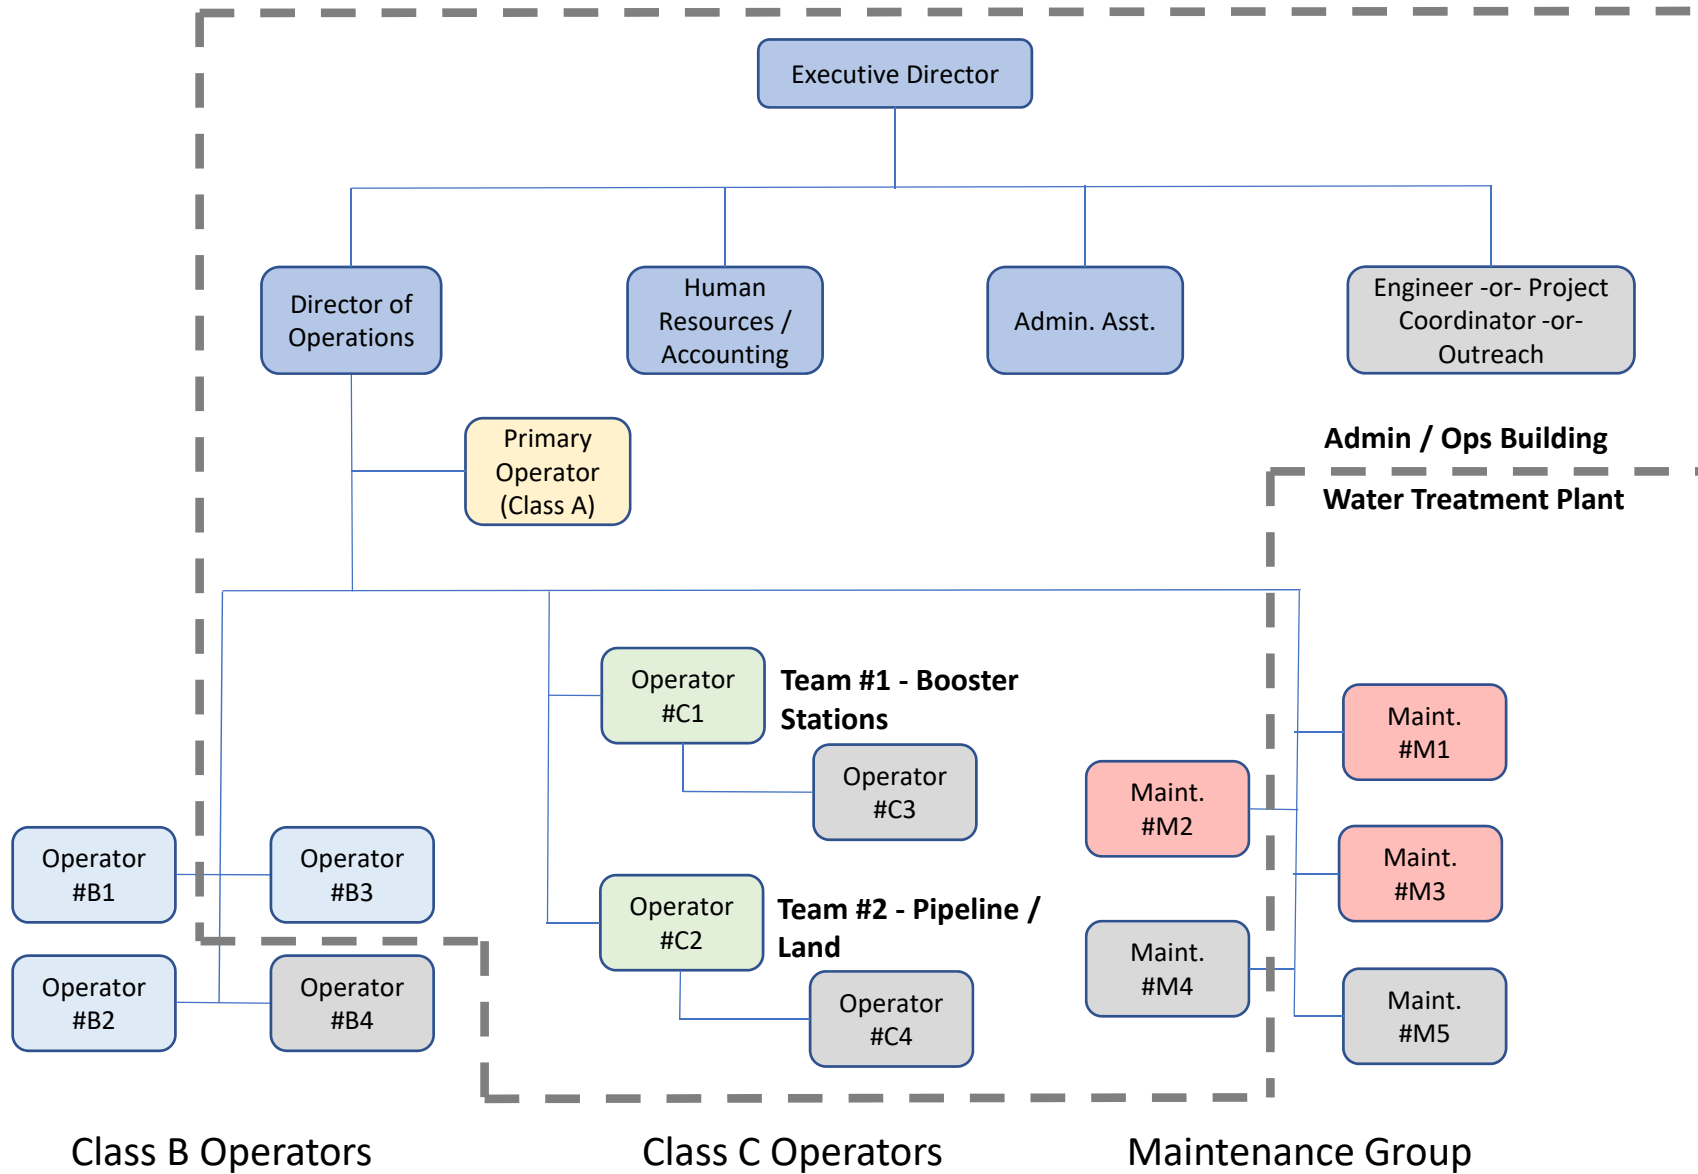 Executive Director
Director of
Operations
Human
Resources /
Accounting
Admin. Asst.
Engineer -or- Project
Coordinator -or-
Outreach
Primary
Operator
(Class A)
Admin / Ops Building
Water Treatment Plant
Operator
#C1
Team #1 - Booster
Stations
Operator
#C3
Maint.
#M1
Maint.
#M2
Operator
#B1
Operator
#B3
Maint.
#M3
Operator
#C2
Team #2 - Pipeline /
Land
Operator
#B2
Operator
#B4
Operator
#C4
Maint.
#M4
Maint.
#M5
Class B Operators
Class C Operators
Maintenance Group